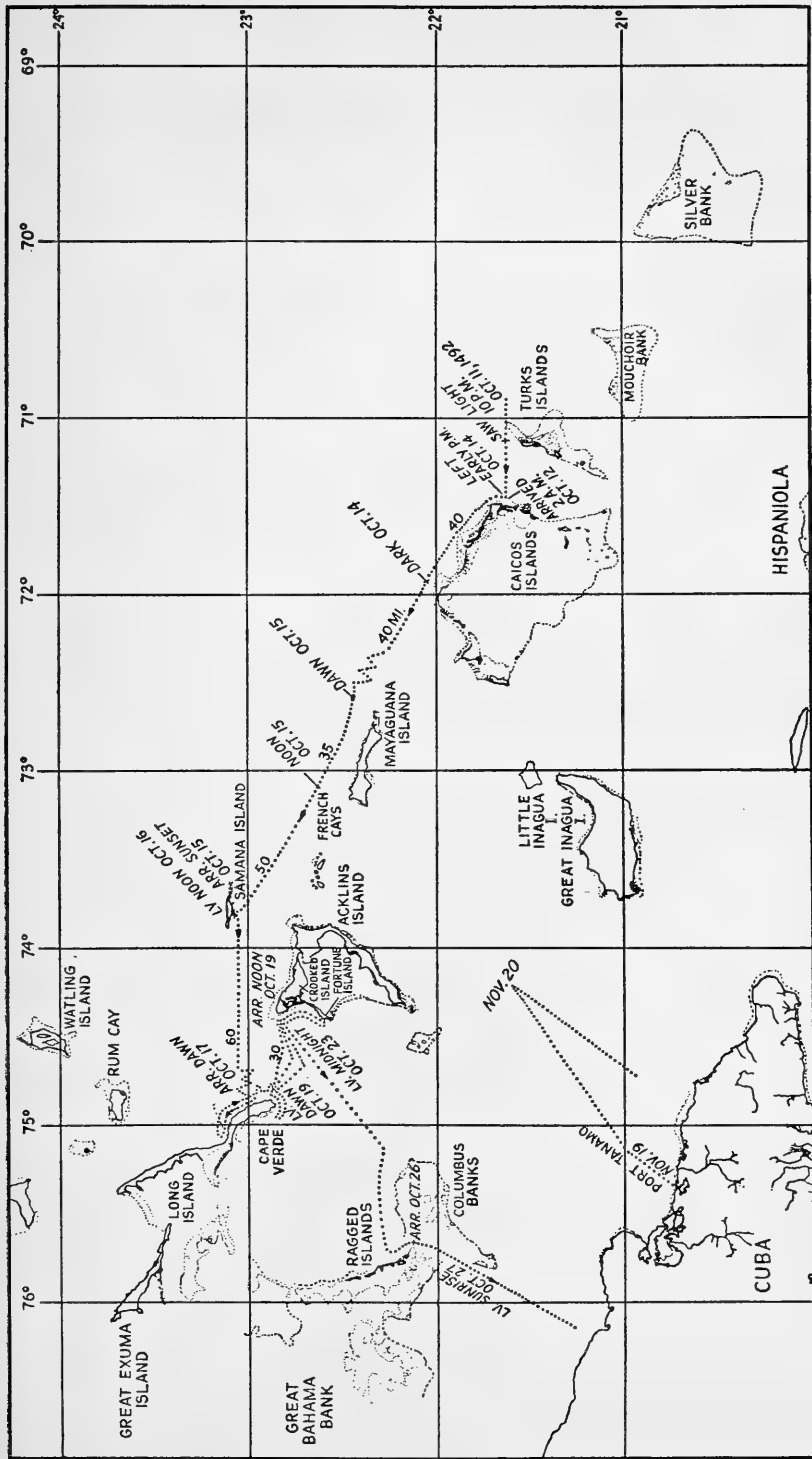 24°
23°
22°
21°
69°
70°
71°
72°
73°
74°
75°
76°
WATLING
ISLAND
RUM CAY
LONG
ISLAND
GREAT EXUMA
ISLAND
GREAT
BAHAMA
BANK
CAPE
VERDE
RAGGED
ISLANDS
COLUMBUS
BANKS
CUBA
PORT TANAMO
NOV. 19
NOV. 20
LV. SUNRISE
OCT. 27
ARR. OCT. 26
LV. MIDNIGHT
OCT. 23
LV.
DAWN
OCT. 19
30
ARR. NOON
OCT. 19
CROOKED
ISLAND
FORTUNE
ISLAND
ACKLINS
ISLAND
ARR. DAWN
OCT. 17
60
LV NOON OCT. 16
ARR. SUNSET
OCT. 15
SAMANA ISLAND
50
FRENCH
CAYS
NOON
OCT. 15
35
MAYAGUANA
ISLAND
DAWN OCT. 15
40 MI.
DARK OCT. 14
40
LEFT
EARLY P.M.
OCT. 14
ARRIVED
2 A.M.
OCT. 12
SAW LIGHT
10 P.M.
OCT. 11, 1492
CAICOS
ISLANDS
TURKS
ISLANDS
MOUCHOIR
BANK
SILVER
BANK
LITTLE
INAGUA
I.
GREAT INAGUA
I.
HISPANIOLA